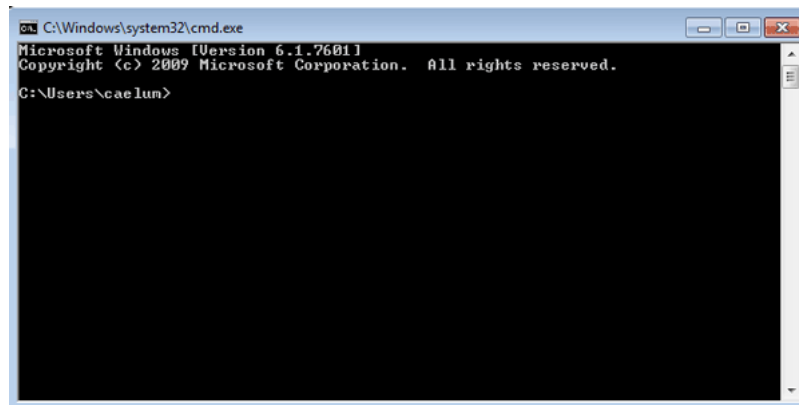 C:\Windows\system32\cmd.exe
Microsoft Windows [Version 6.1.7601]
Copyright (c) 2009 Microsoft Corporation.  All rights reserved.
C:\Users\caelum>